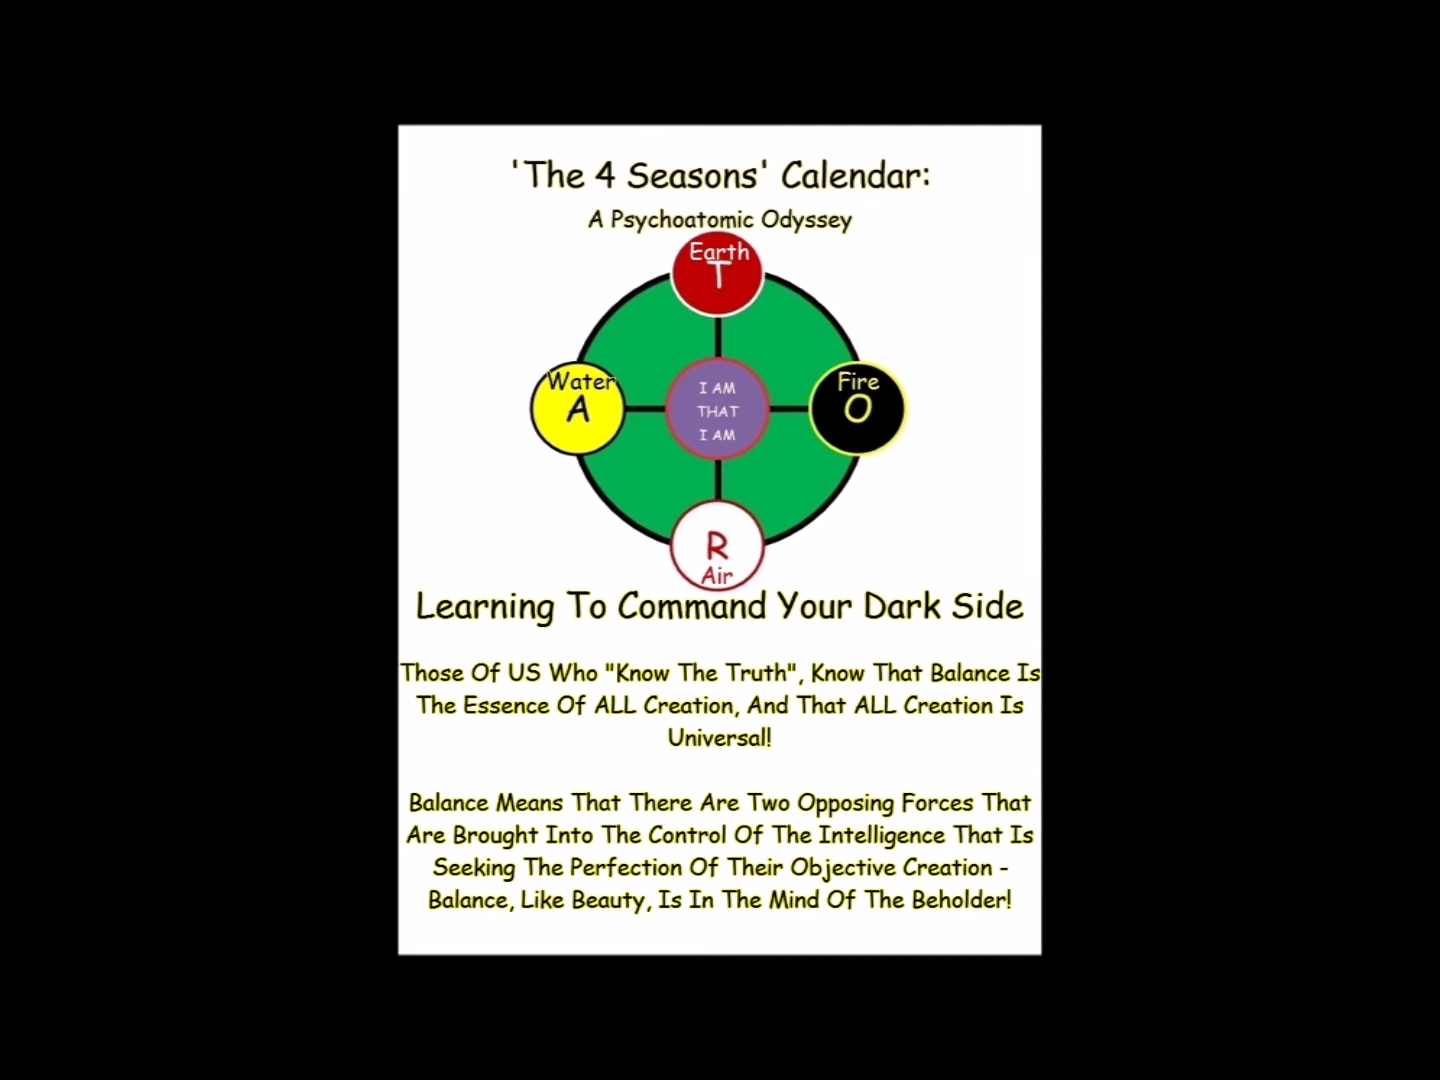 'The 4 Seasons' Calendar:
A Psychoatomic Odyssey
Earth
T
Water
A
I AM
THAT
I AM
Fire
O
R
Air
Learning To Command Your Dark Side
Those Of US Who "Know The Truth", Know That Balance Is
The Essence Of ALL Creation, And That ALL Creation Is
Universal!
Balance Means That There Are Two Opposing Forces That
Are Brought Into The Control Of The Intelligence That Is
Seeking The Perfection Of Their Objective Creation -
Balance, Like Beauty, Is In The Mind Of The Beholder!